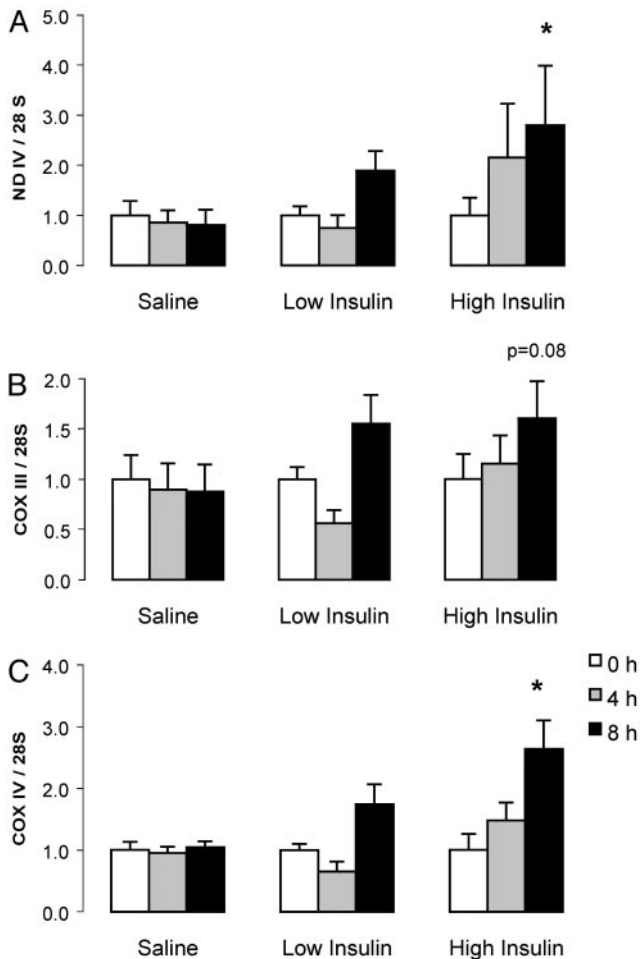 A
ND IV / 28 S
5.0
4.0
3.0
2.0
1.0
0.0
*
Saline
Low Insulin
High Insulin
B
COX III / 28S
2.0
1.5
1.0
0.5
0.0
p=0.08
Saline
Low Insulin
High Insulin
C
COX IV / 28S
4.0
3.0
2.0
1.0
0.0
*
Saline
Low Insulin
High Insulin
0 h
4 h
8 h